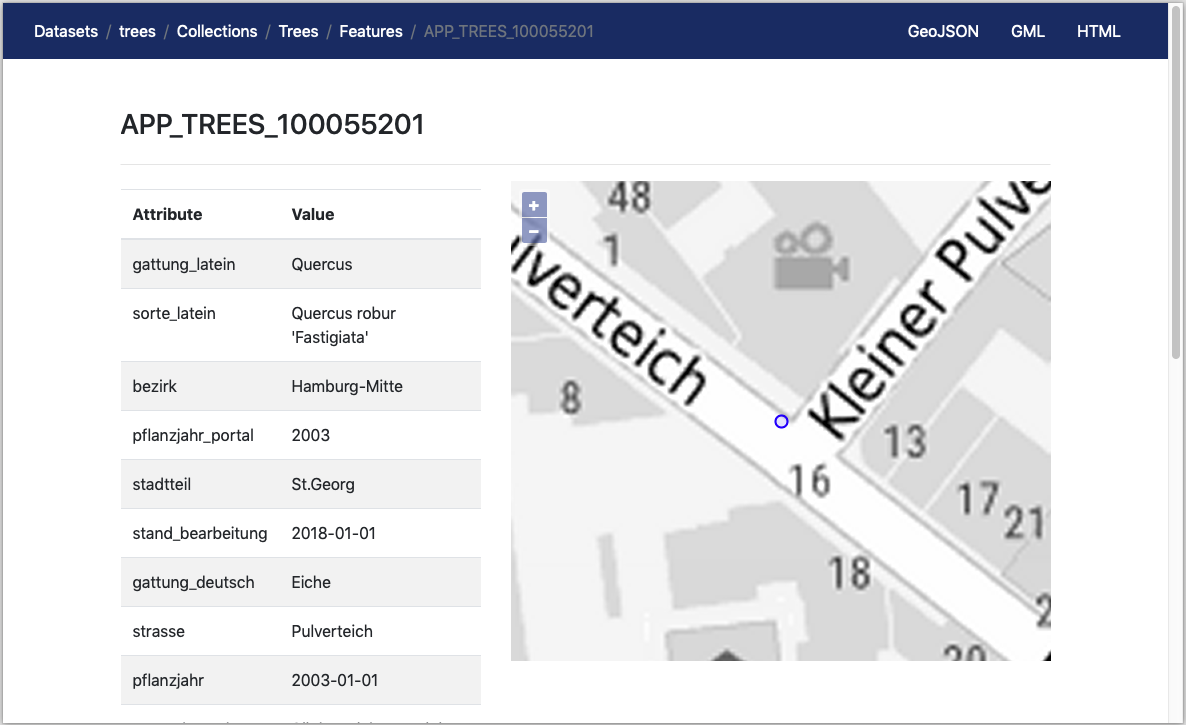 Datasets / trees / Collections / Trees / Features / APP_TREES_100055201
GeoJSON GML HTML
APP_TREES_100055201
Attribute Value
gattung_latein Quercus
sorte_latein Quercus robur
'Fastigiata'
bezirk Hamburg-Mitte
pflanzjahr_portal 2003
stadtteil St.Georg
stand_bearbeitung 2018-01-01
gattung_deutsch Eiche
strasse Pulverteich
pflanzjahr 2003-01-01
+
−
48
1
lverteich
Kleiner Pulve
8
13
16
17
21
18
20